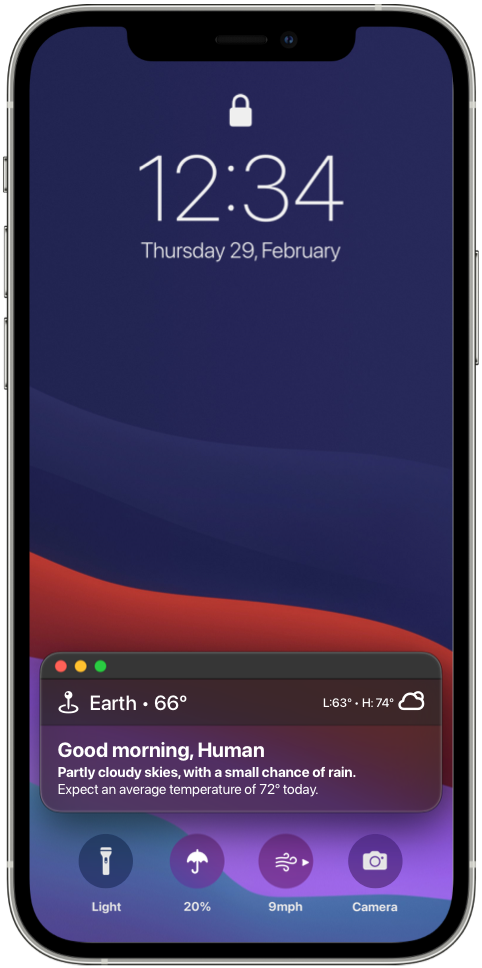 12:34
Thursday 29, February
Earth • 66°
L:63° • H: 74°
Good morning, Human
Partly cloudy skies, with a small chance of rain.
Expect an average temperature of 72° today.
Light
20%
9mph
Camera